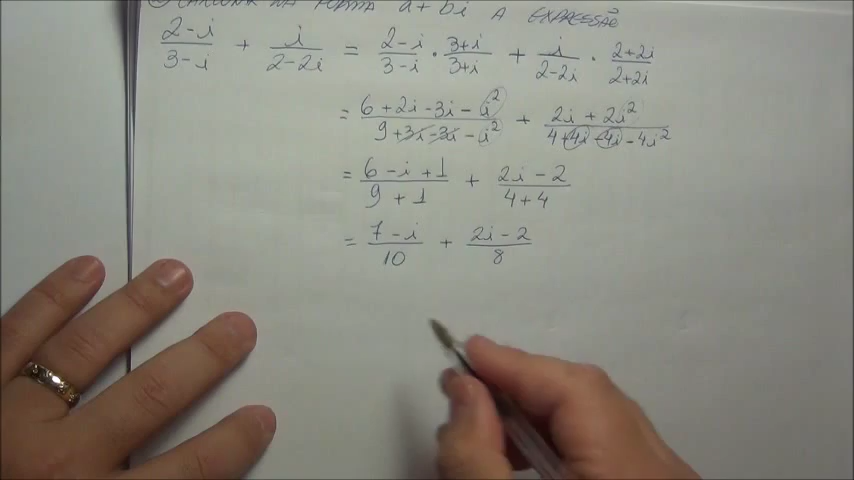 NA FORMA a + bi A EXPRESSÃO
2-i/3-i + i/2-2i = 2-i/3-i · 3+i/3+i + i/2-2i · 2+2i/2+2i
= 6+2i-3i-i²/9+3i-3i-i² + 2i+2i²/4+4i-4i-4i²
= 6-i+1/9+1 + 2i-2/4+4
= 7-i/10 + 2i-2/8